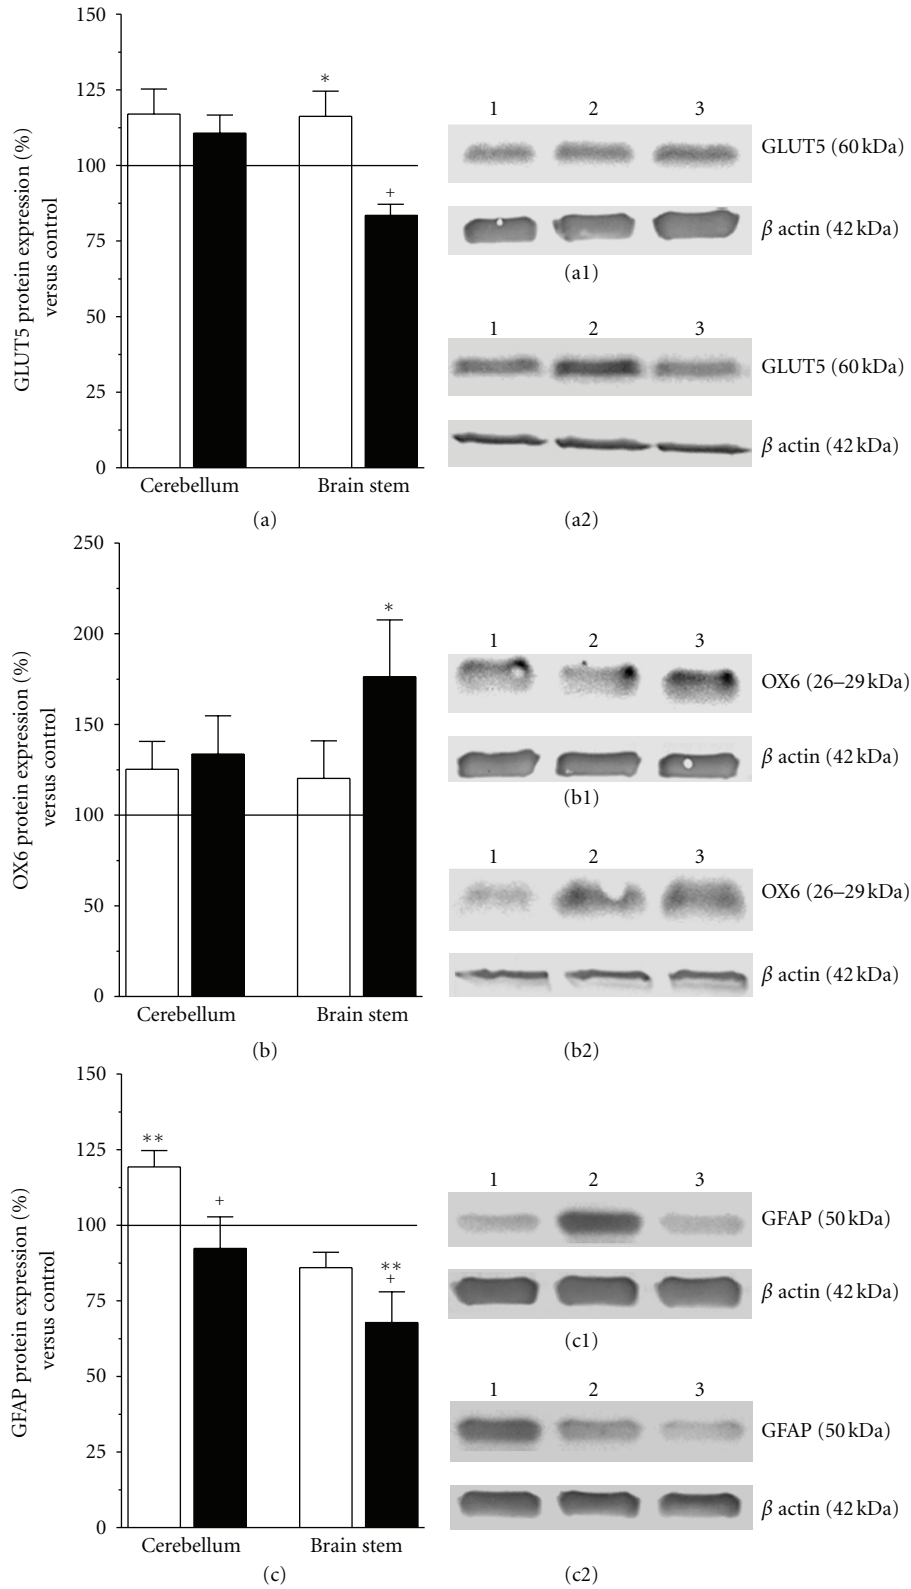 150
125
100
75
50
25
0
GLUT5 protein expression (%)
versus control
*
+
Cerebellum
Brain stem
(a)
1 2 3
GLUT5 (60 kDa)
β actin (42 kDa)
(a1)
1 2 3
GLUT5 (60 kDa)
β actin (42 kDa)
(a2)
250
200
150
100
50
0
OX6 protein expression (%)
versus control
*
Cerebellum
Brain stem
(b)
1 2 3
OX6 (26–29 kDa)
β actin (42 kDa)
(b1)
1 2 3
OX6 (26–29 kDa)
β actin (42 kDa)
(b2)
150
125
100
75
50
25
0
GFAP protein expression (%)
versus control
**
+
**
+
Cerebellum
Brain stem
(c)
1 2 3
GFAP (50 kDa)
β actin (42 kDa)
(c1)
1 2 3
GFAP (50 kDa)
β actin (42 kDa)
(c2)